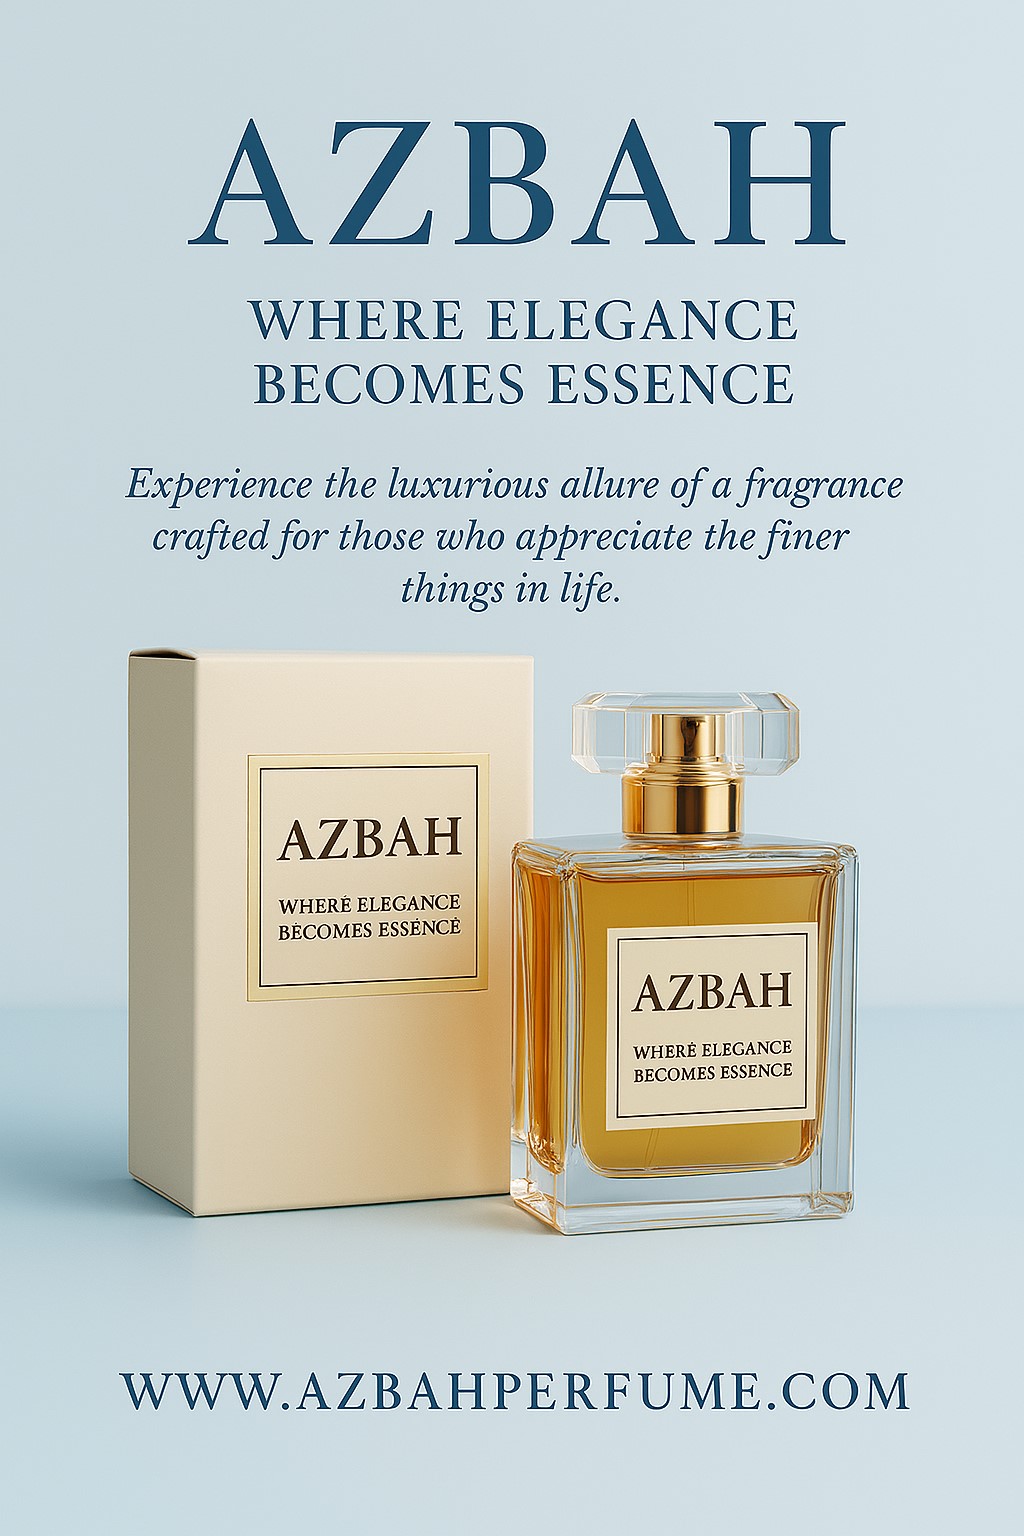 AZBAH
WHERE ELEGANCE
BECOMES ESSENCE
Experience the luxurious allure of a fragrance
crafted for those who appreciate the finer
things in life.
AZBAH
WHERÉ ELEGANCE
BĖCOMES ESSĖNCĖ
AZBAH
WHERĖ ELEGANCE
BECOMES ESSENCE
WWW.AZBAHPERFUME.COM